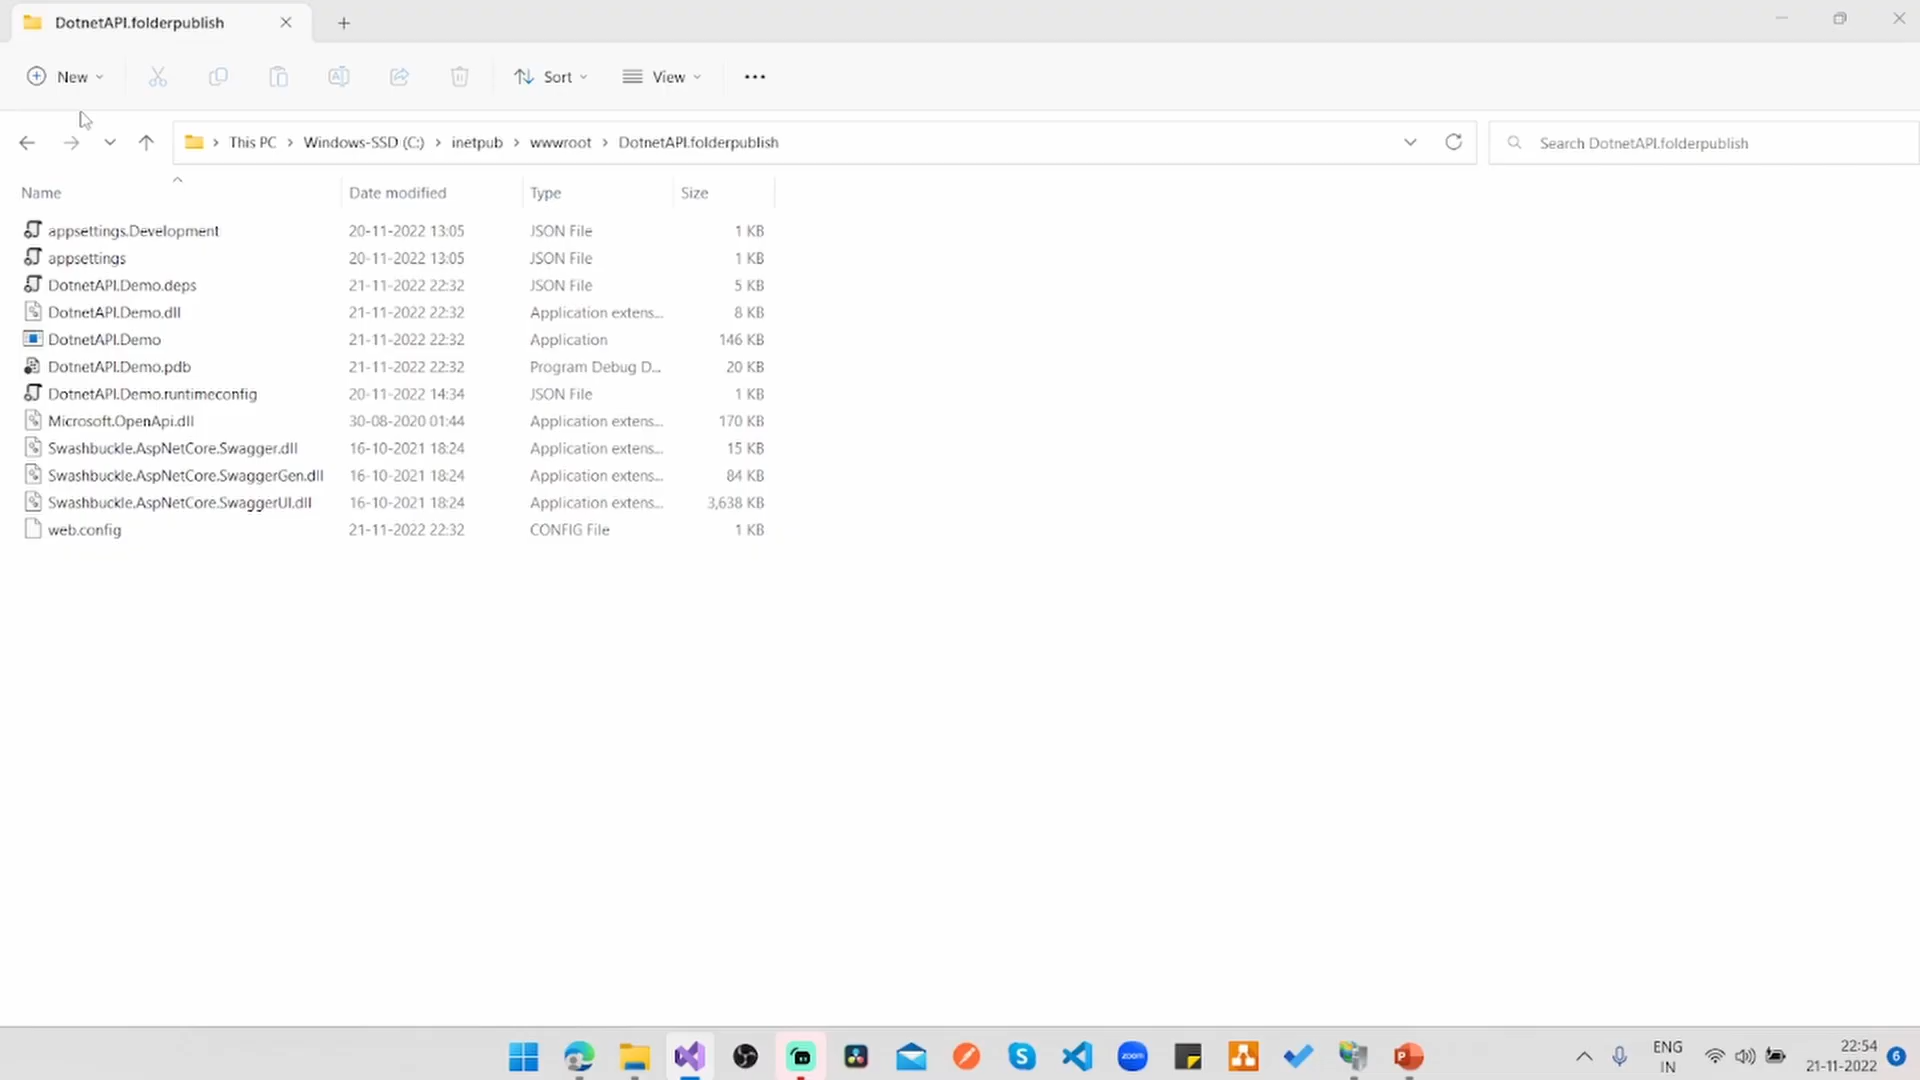 DotnetAPI.folderpublish
New
Sort
View
This PC > Windows-SSD (C:) > inetpub > wwwroot > DotnetAPI.folderpublish
Search DotnetAPI.folderpublish
Name Date modified Type Size
appsettings.Development 20-11-2022 13:05 JSON File 1 KB
appsettings 20-11-2022 13:05 JSON File 1 KB
DotnetAPI.Demo.deps 21-11-2022 22:32 JSON File 5 KB
DotnetAPI.Demo.dll 21-11-2022 22:32 Application extens... 8 KB
DotnetAPI.Demo 21-11-2022 22:32 Application 146 KB
DotnetAPI.Demo.pdb 21-11-2022 22:32 Program Debug D... 20 KB
DotnetAPI.Demo.runtimeconfig 20-11-2022 14:34 JSON File 1 KB
Microsoft.OpenApi.dll 30-08-2020 01:44 Application extens... 170 KB
Swashbuckle.AspNetCore.Swagger.dll 16-10-2021 18:24 Application extens... 15 KB
Swashbuckle.AspNetCore.SwaggerGen.dll 16-10-2021 18:24 Application extens... 84 KB
Swashbuckle.AspNetCore.SwaggerUI.dll 16-10-2021 18:24 Application extens... 3,638 KB
web.config 21-11-2022 22:32 CONFIG File 1 KB
zoom
ENG
IN
22:54
21-11-2022
6